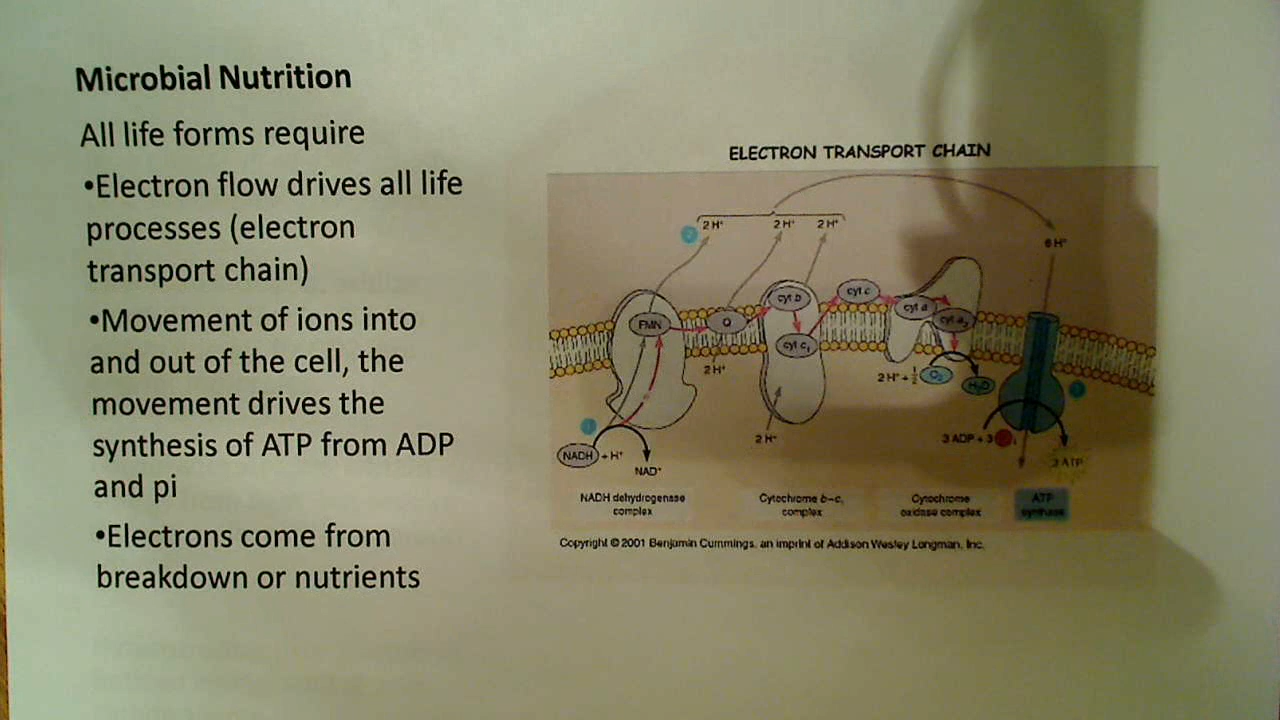 Microbial Nutrition
All life forms require
•Electron flow drives all life
processes (electron
transport chain)
•Movement of ions into
and out of the cell, the
movement drives the
synthesis of ATP from ADP
and pi
•Electrons come from
breakdown or nutrients
ELECTRON TRANSPORT CHAIN
2 H⁺ 2 H⁺ 2 H⁺
6 H⁺
FMN
Q
cyt b
cyt c₁
cyt c
cyt a
cyt a₃
2 H⁺
2 H⁺
2 H⁺ + ½ O₂
H₂O
NADH + H⁺
NAD⁺
3 ADP + 3
ATP
NADH dehydrogenase
complex
Cytochrome b–c₁
complex
Cytochrome
oxidase complex
ATP
synthase
Copyright © 2001 Benjamin Cummings, an imprint of Addison Wesley Longman, Inc.